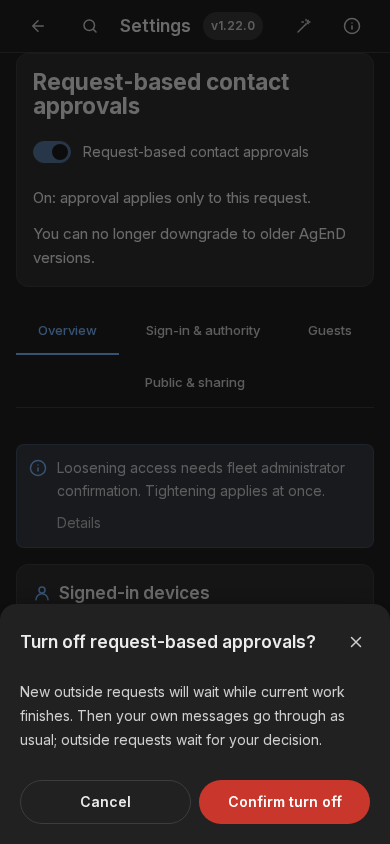 Settings v1.22.0
Request-based contact
approvals
Request-based contact approvals
On: approval applies only to this request.
You can no longer downgrade to older AgEnD
versions.
Overview Sign-in & authority Guests
Public & sharing
Loosening access needs fleet administrator
confirmation. Tightening applies at once.
Details
Signed-in devices
Turn off request-based approvals?
New outside requests will wait while current work
finishes. Then your own messages go through as
usual; outside requests wait for your decision.
Cancel Confirm turn off